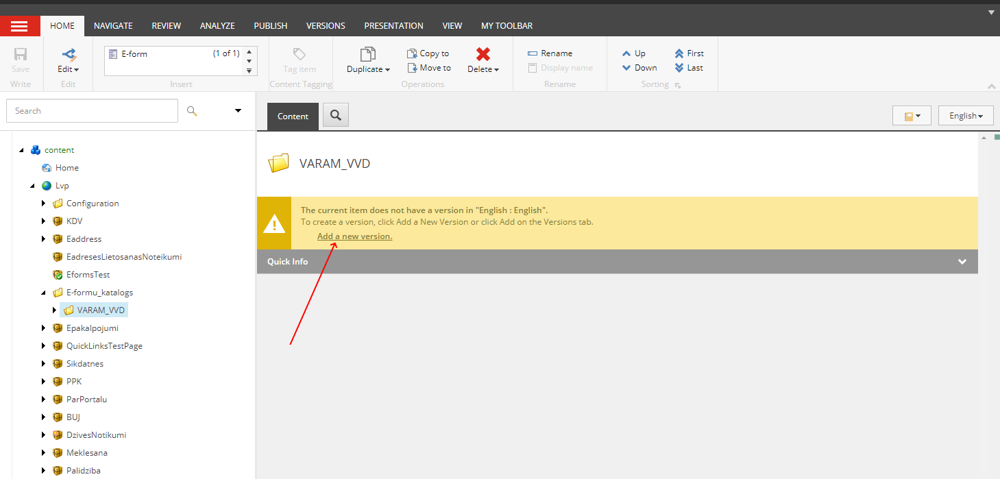 HOME NAVIGATE REVIEW ANALYZE PUBLISH VERSIONS PRESENTATION VIEW MY TOOLBAR
Save
Write
Edit
Edit
E-form (1 of 1)
Insert
Tag item
Content Tagging
Duplicate
Copy to
Move to
Delete
Operations
Rename
Display name
Rename
Up
Down
First
Last
Sorting
Search
content
Home
Lvp
Configuration
KDV
Eaddress
EadresesLietosanasNoteikumi
EformsTest
E-formu_katalogs
VARAM_VVD
Epakalpojumi
QuickLinksTestPage
Sikdatnes
PPK
ParPortalu
BUJ
DzivesNotikumi
Meklesana
Palidziba
Content
English
VARAM_VVD
The current item does not have a version in "English : English".
To create a version, click Add a New Version or click Add on the Versions tab.
Add a new version.
Quick Info